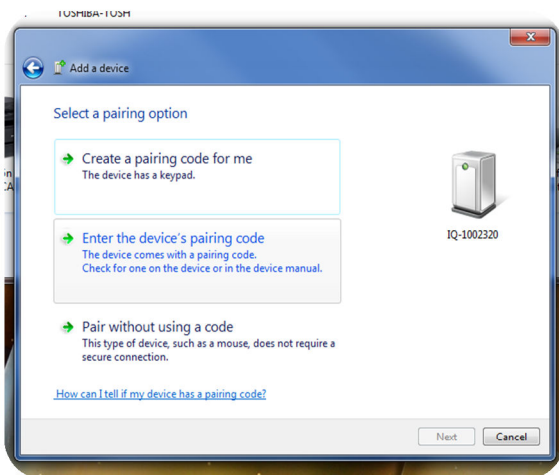 TOSHIBA-TOSH
Add a device
Select a pairing option
Create a pairing code for me
The device has a keypad.
Enter the device's pairing code
The device comes with a pairing code.
Check for one on the device or in the device manual.
IQ-1002320
Pair without using a code
This type of device, such as a mouse, does not require a
secure connection.
How can I tell if my device has a pairing code?
Next
Cancel